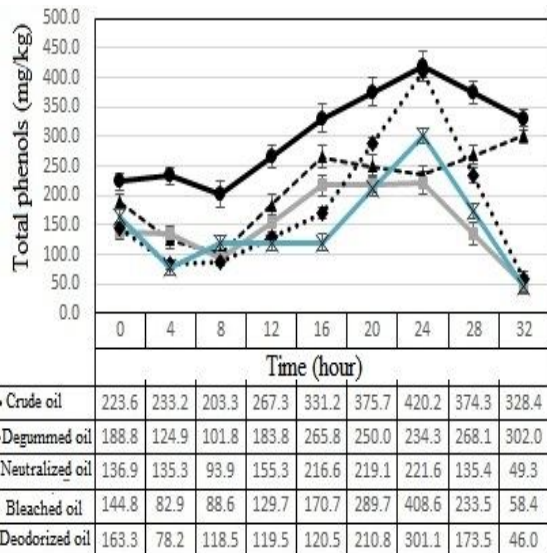 Total phenols (mg/kg)
500.0
450.0
400.0
350.0
300.0
250.0
200.0
150.0
100.0
50.0
0.0
0 4 8 12 16 20 24 28 32
Time (hour)
Crude oil 223.6 233.2 203.3 267.3 331.2 375.7 420.2 374.3 328.4
Degummed oil 188.8 124.9 101.8 183.8 265.8 250.0 234.3 268.1 302.0
Neutralized oil 136.9 135.3 93.9 155.3 216.6 219.1 221.6 135.4 49.3
Bleached oil 144.8 82.9 88.6 129.7 170.7 289.7 408.6 233.5 58.4
Deodorized oil 163.3 78.2 118.5 119.5 120.5 210.8 301.1 173.5 46.0